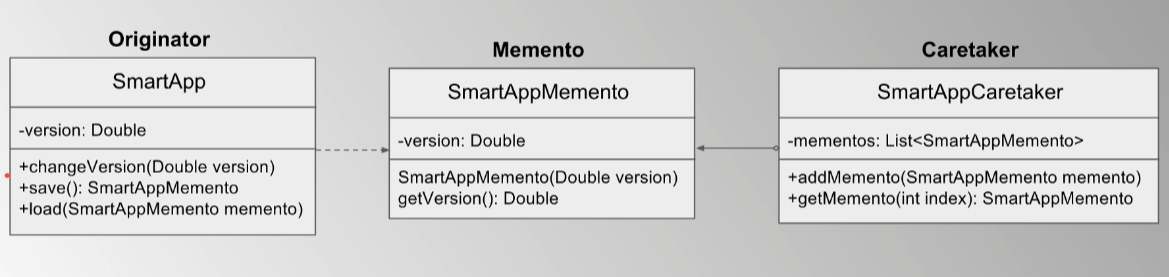 Originator
SmartApp
-version: Double
+changeVersion(Double version)
+save(): SmartAppMemento
+load(SmartAppMemento memento)
Memento
SmartAppMemento
-version: Double
SmartAppMemento(Double version)
getVersion(): Double
Caretaker
SmartAppCaretaker
-mementos: List<SmartAppMemento>
+addMemento(SmartAppMemento memento)
+getMemento(int index): SmartAppMemento